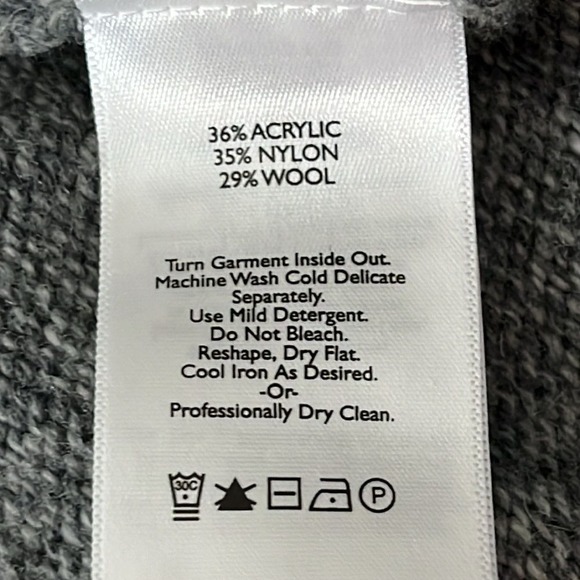 36% ACRYLIC
35% NYLON
29% WOOL
Turn Garment Inside Out.
Machine Wash Cold Delicate
Separately.
Use Mild Detergent.
Do Not Bleach.
Reshape, Dry Flat.
Cool Iron As Desired.
-Or-
Professionally Dry Clean.
30C P